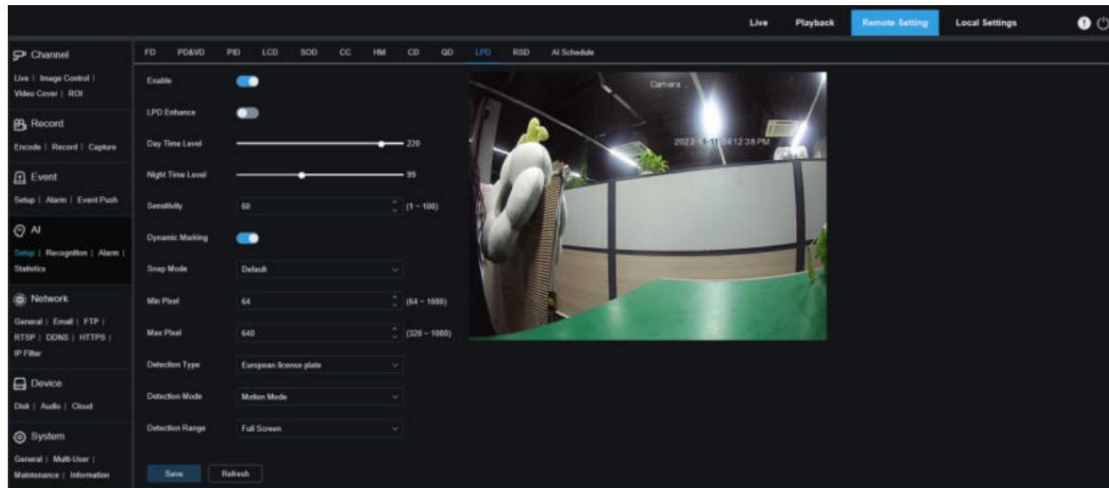 Live Playback Remote Setting Local Settings
Channel
Live | Image Control |
Video Cover | ROI
Record
Encode | Record | Capture
Event
Setup | Alarm | Event Push
AI
Setup | Recognition | Alarm |
Statistics
Network
General | Email | FTP |
RTSP | DDNS | HTTPS |
IP Filter
Device
Disk | Audio | Cloud
System
General | Multi-User |
Maintenance | Information
FD PD&VD PID LCD SOD CC HM CD QD LPD RSD AI Schedule
Enable
LPD Enhance
Day Time Level 220
Night Time Level 99
Sensitivity 60 (1 ~ 100)
Dynamic Marking
Snap Mode Default
Min Pixel 64 (64 ~ 1080)
Max Pixel 640 (320 ~ 1080)
Detection Type European license plate
Detection Mode Motion Mode
Detection Range Full Screen
Save Refresh
Camera
04:12:38 PM